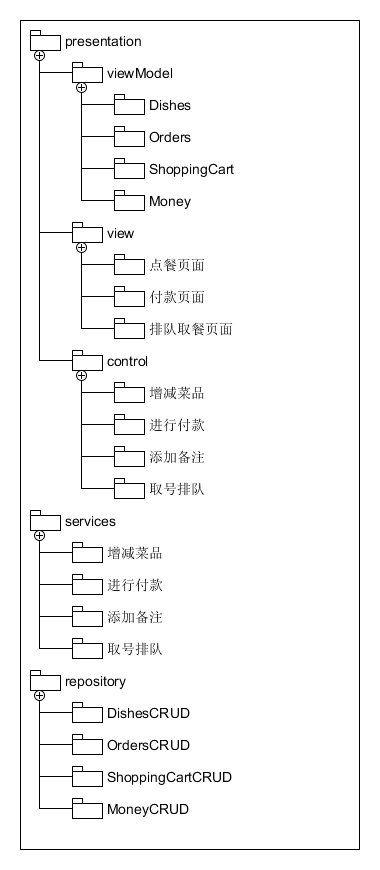 presentation
viewModel
Dishes
Orders
ShoppingCart
Money
view
点餐页面
付款页面
排队取餐页面
control
增减菜品
进行付款
添加备注
取号排队
services
增减菜品
进行付款
添加备注
取号排队
repository
DishesCRUD
OrdersCRUD
ShoppingCartCRUD
MoneyCRUD